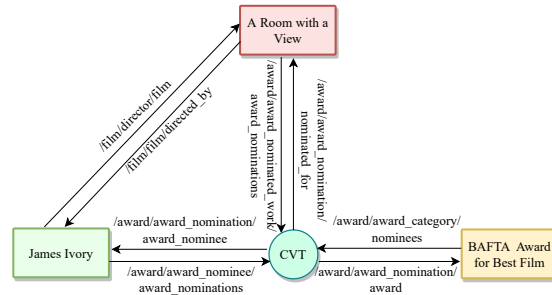 A Room with a
View
/film/director/film
/film/film/directed_by
/award/award_nominated_work/
award_nominations
/award/award_nomination/
nominated_for
/award/award_nomination/
award_nominee
/award/award_category/
nominees
James Ivory
CVT
BAFTA Award
for Best Film
/award/award_nominee/
award_nominations
/award/award_nomination/
award